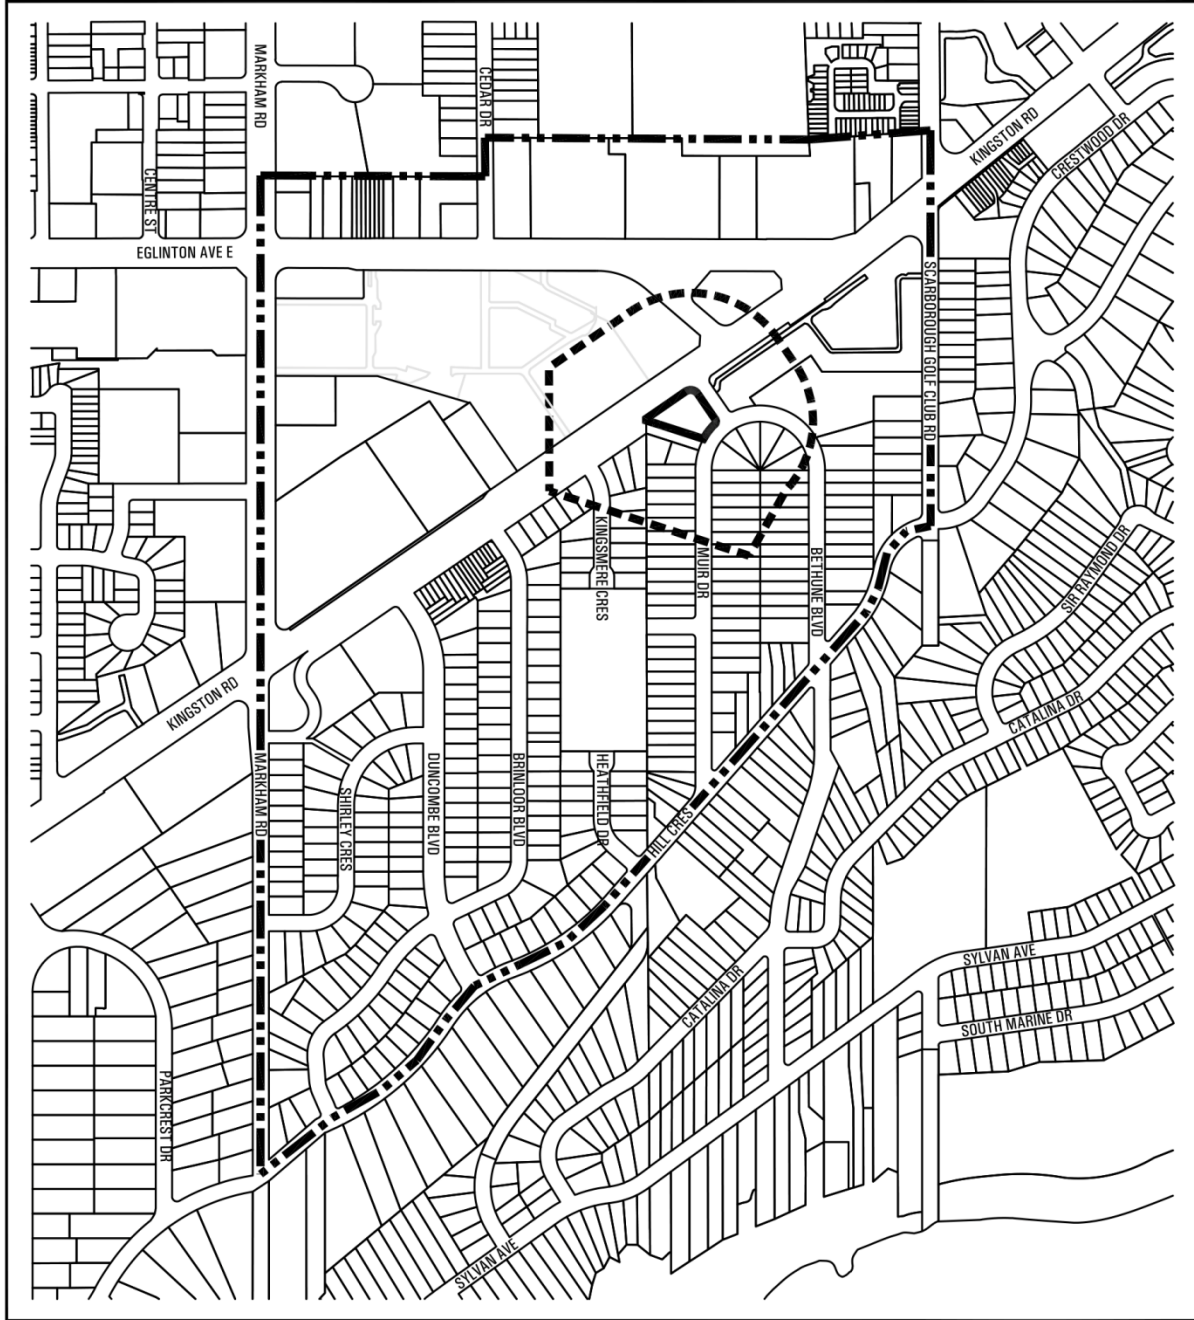 MARKHAM RD
CEDAR DR
KINGSTON RD
CRESTWOOD DR
CENTRE ST
EGLINTON AVE E
SCARBOROUGH GOLF CLUB RD
KINGSMERE CRES
MUIR DR
BETHUNE BLVD
SIR RAYMOND DR
KINGSTON RD
CATALINA DR
MARKHAM RD
SHIRLEY CRES
DUNCOMBE BLVD
BRINLOOR BLVD
HEATHFIELD DR
HILL CRES
SYLVAN AVE
CATALINA DR
SOUTH MARINE DR
PARKCREST DR
SYLVAN AVE